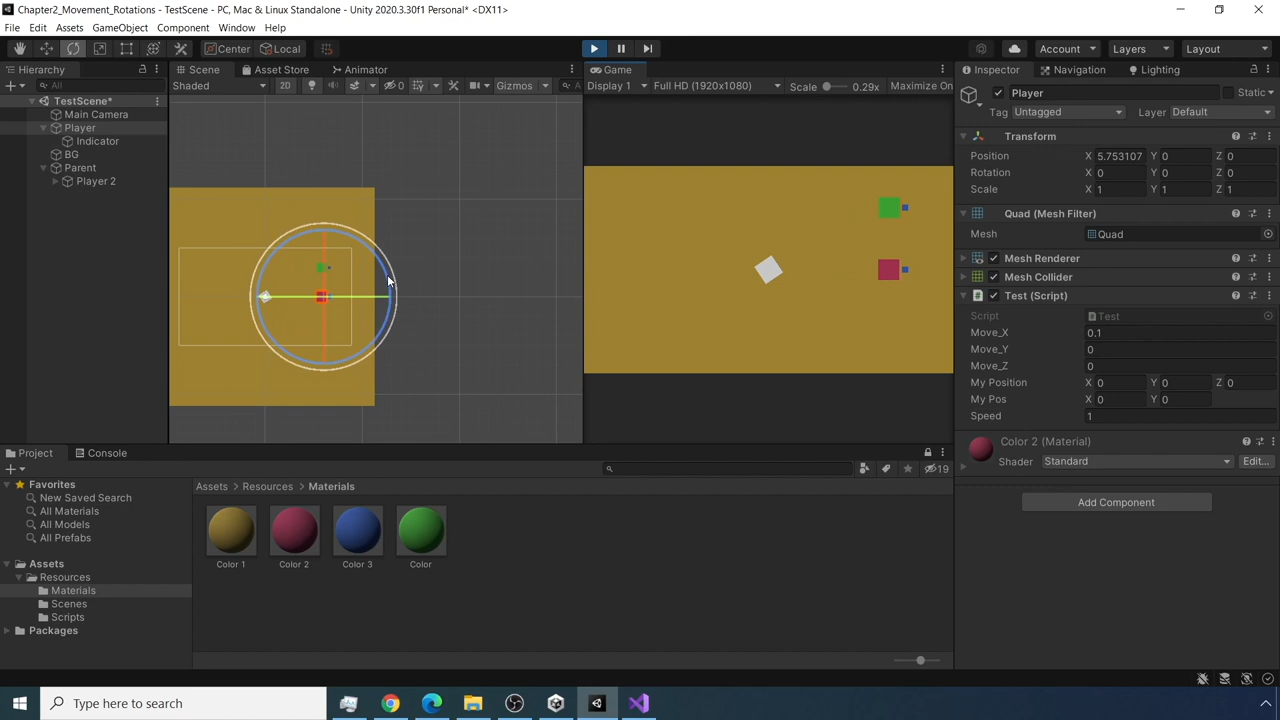 Chapter2_Movement_Rotations - TestScene - PC, Mac & Linux Standalone - Unity 2020.3.30f1 Personal* <DX11>
File Edit Assets GameObject Component Window Help
Center Local Account Layers Layout
Hierarchy Scene Asset Store Animator Game Inspector Navigation Lighting
All Shaded 2D 0 Gizmos A Display 1 Full HD (1920x1080) Scale 0.29x Maximize On
TestScene*
Main Camera
Player
Indicator
BG
Parent
Player 2
Player Static
Tag Untagged Layer Default
Transform
Position X 5.753107 Y 0 Z 0
Rotation X 0 Y 0 Z 0
Scale X 1 Y 1 Z 1
Quad (Mesh Filter)
Mesh Quad
Mesh Renderer
Mesh Collider
Test (Script)
Script Test
Move_X 0.1
Move_Y 0
Move_Z 0
My Position X 0 Y 0 Z 0
My Pos X 0 Y 0
Speed 1
Color 2 (Material)
Shader Standard Edit...
Add Component
Project Console
19
Favorites
All Saved Search
All Materials
All Models
All Prefabs
Assets
Resources
Materials
Scenes
Scripts
Packages
Assets > Resources > Materials
Color 1 Color 2 Color 3 Color
Type here to search